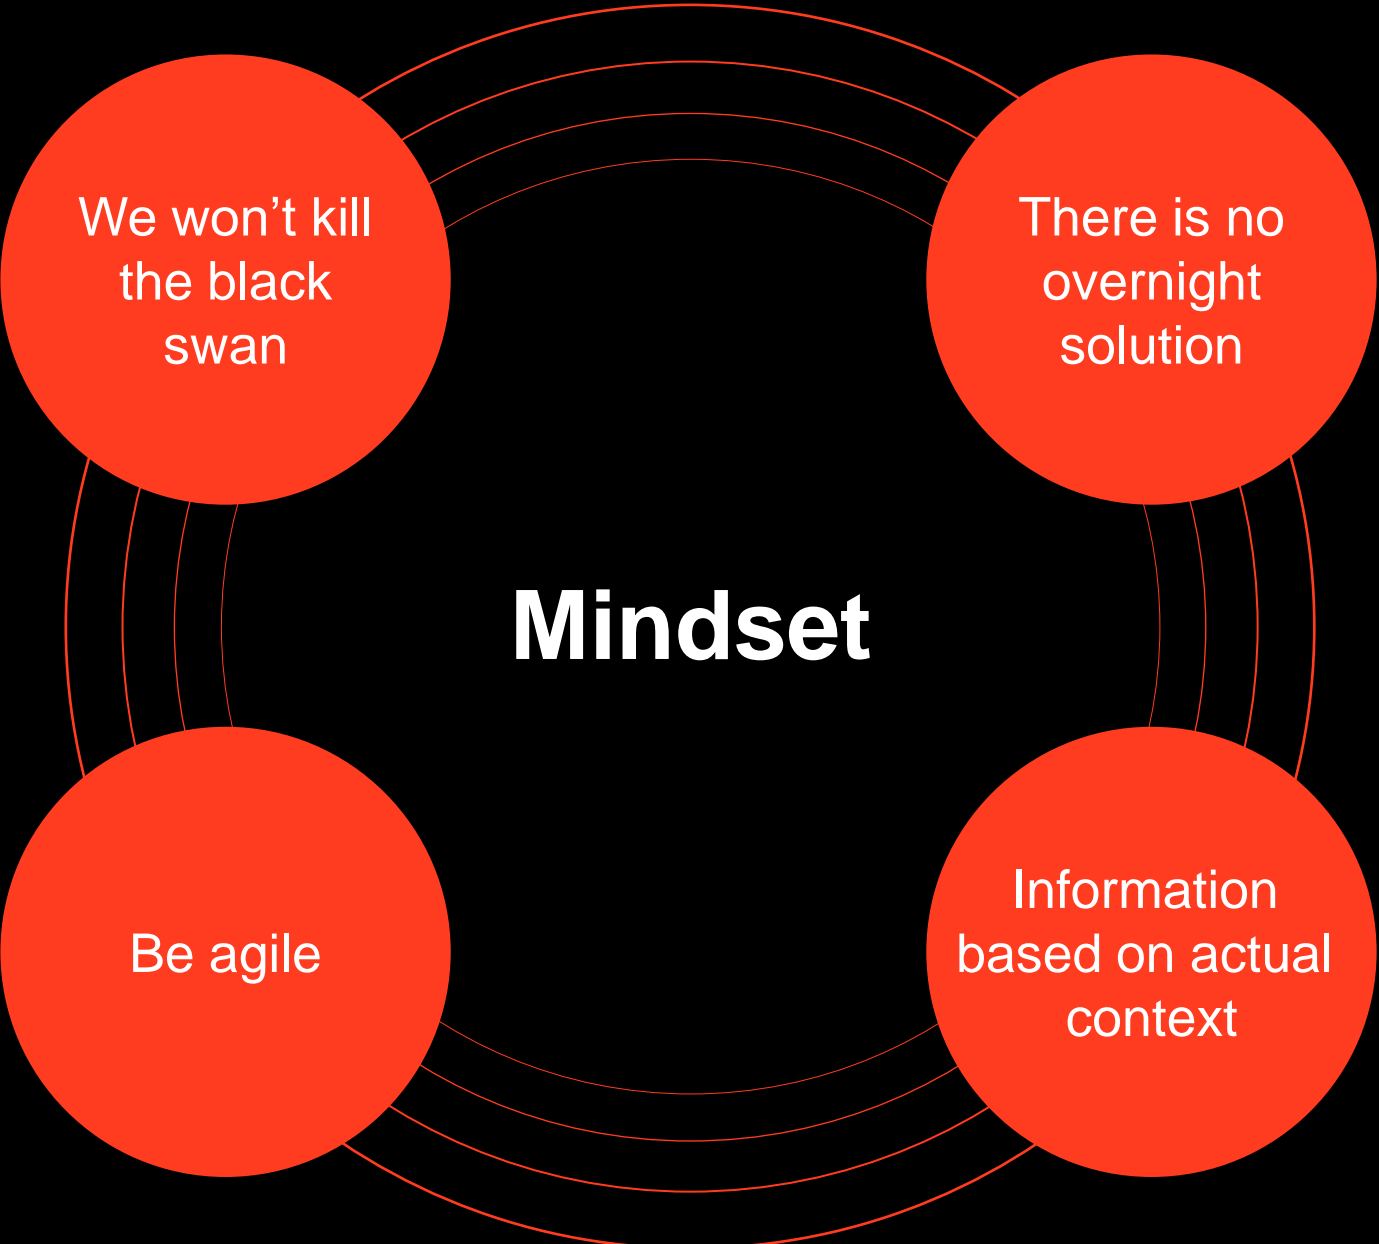 We won’t kill
the black
swan
There is no
overnight
solution
Mindset
Be agile
Information
based on actual
context